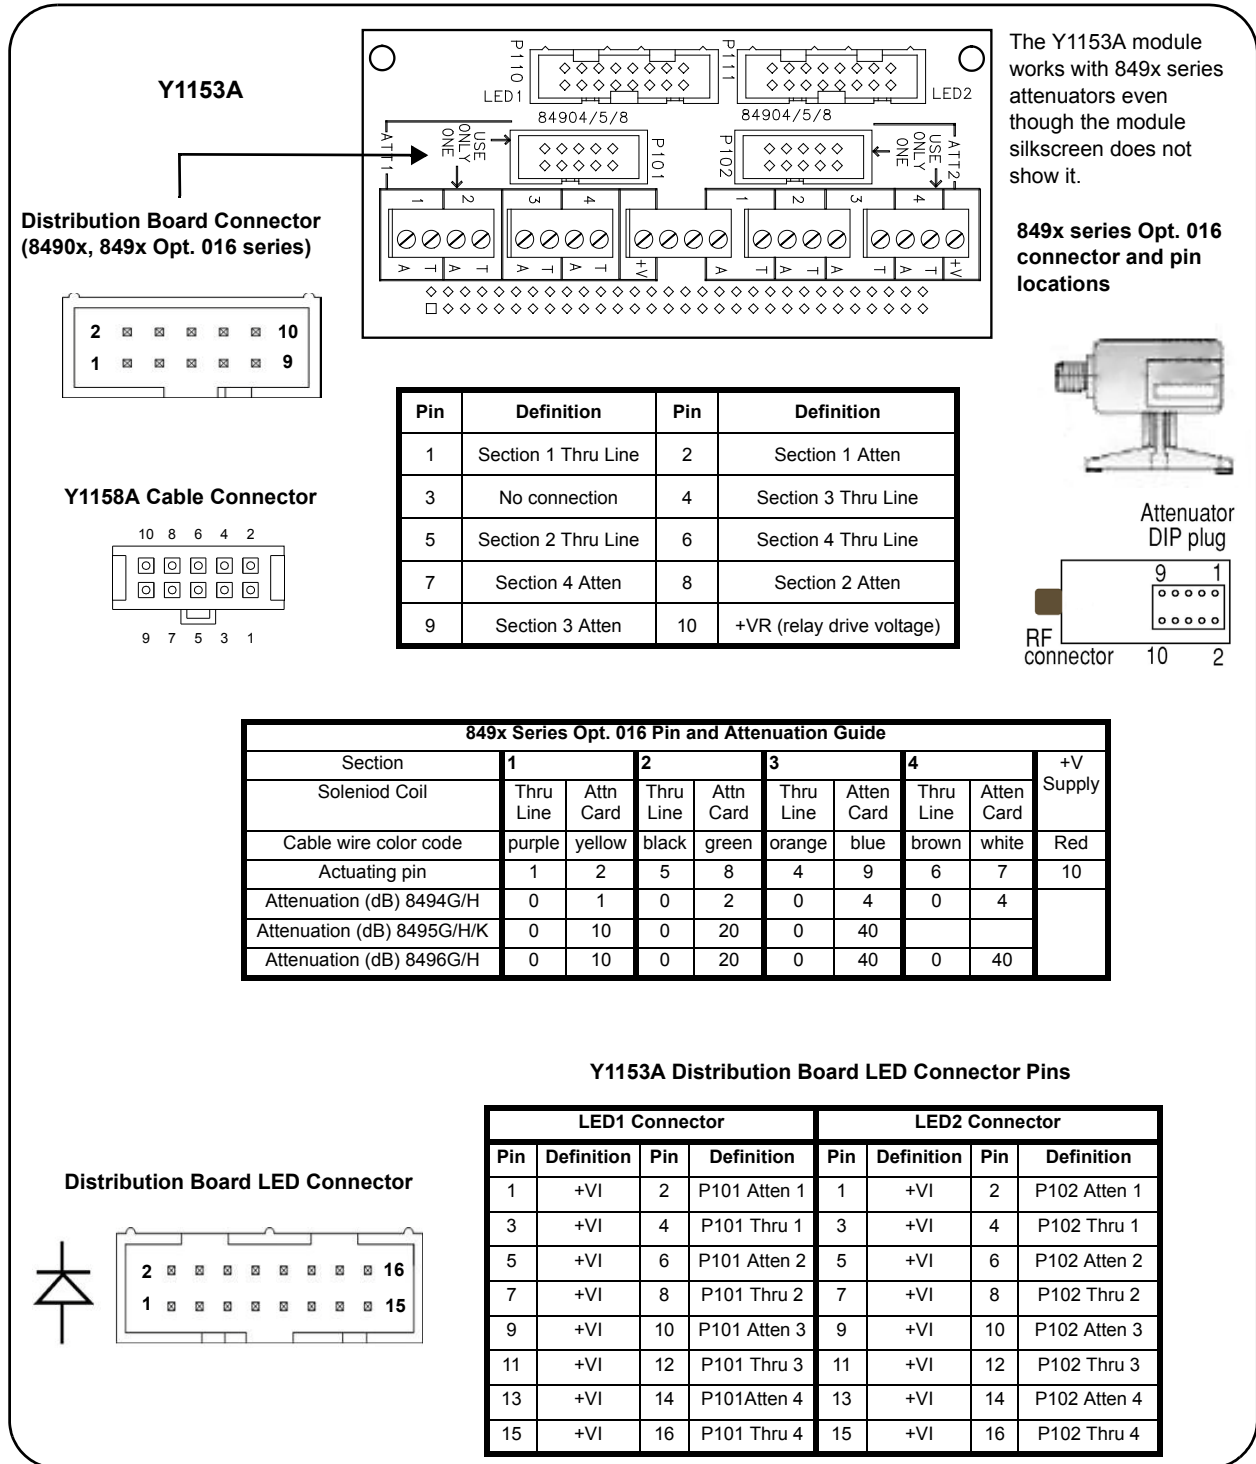 Y1153A
P110
P111
LED1
LED2
84904/5/8
84904/5/8
ATT1
USE ONLY ONE
P101
P102
USE ONLY ONE
ATT2
1 2 3 4 1 2 3 4
A T A T A T A T +V A T A T A T A T +V
The Y1153A module
works with 849x series
attenuators even
though the module
silkscreen does not
show it.
Distribution Board Connector
(8490x, 849x Opt. 016 series)
2 10
1 9
849x series Opt. 016
connector and pin
locations
Pin Definition Pin Definition
1 Section 1 Thru Line 2 Section 1 Atten
3 No connection 4 Section 3 Thru Line
5 Section 2 Thru Line 6 Section 4 Thru Line
7 Section 4 Atten 8 Section 2 Atten
9 Section 3 Atten 10 +VR (relay drive voltage)
Y1158A Cable Connector
10 8 6 4 2
9 7 5 3 1
Attenuator
DIP plug
9 1
RF
connector
10 2
849x Series Opt. 016 Pin and Attenuation Guide
Section 1 2 3 4 +V Supply
Soleniod Coil Thru Line Attn Card Thru Line Attn Card Thru Line Atten Card Thru Line Atten Card
Cable wire color code purple yellow black green orange blue brown white Red
Actuating pin 1 2 5 8 4 9 6 7 10
Attenuation (dB) 8494G/H 0 1 0 2 0 4 0 4
Attenuation (dB) 8495G/H/K 0 10 0 20 0 40
Attenuation (dB) 8496G/H 0 10 0 20 0 40 0 40
Y1153A Distribution Board LED Connector Pins
LED1 Connector LED2 Connector
Pin Definition Pin Definition Pin Definition Pin Definition
1 +VI 2 P101 Atten 1 1 +VI 2 P102 Atten 1
3 +VI 4 P101 Thru 1 3 +VI 4 P102 Thru 1
5 +VI 6 P101 Atten 2 5 +VI 6 P102 Atten 2
7 +VI 8 P101 Thru 2 7 +VI 8 P102 Thru 2
9 +VI 10 P101 Atten 3 9 +VI 10 P102 Atten 3
11 +VI 12 P101 Thru 3 11 +VI 12 P102 Thru 3
13 +VI 14 P101Atten 4 13 +VI 14 P102 Atten 4
15 +VI 16 P101 Thru 4 15 +VI 16 P102 Thru 4
Distribution Board LED Connector
2 16
1 15